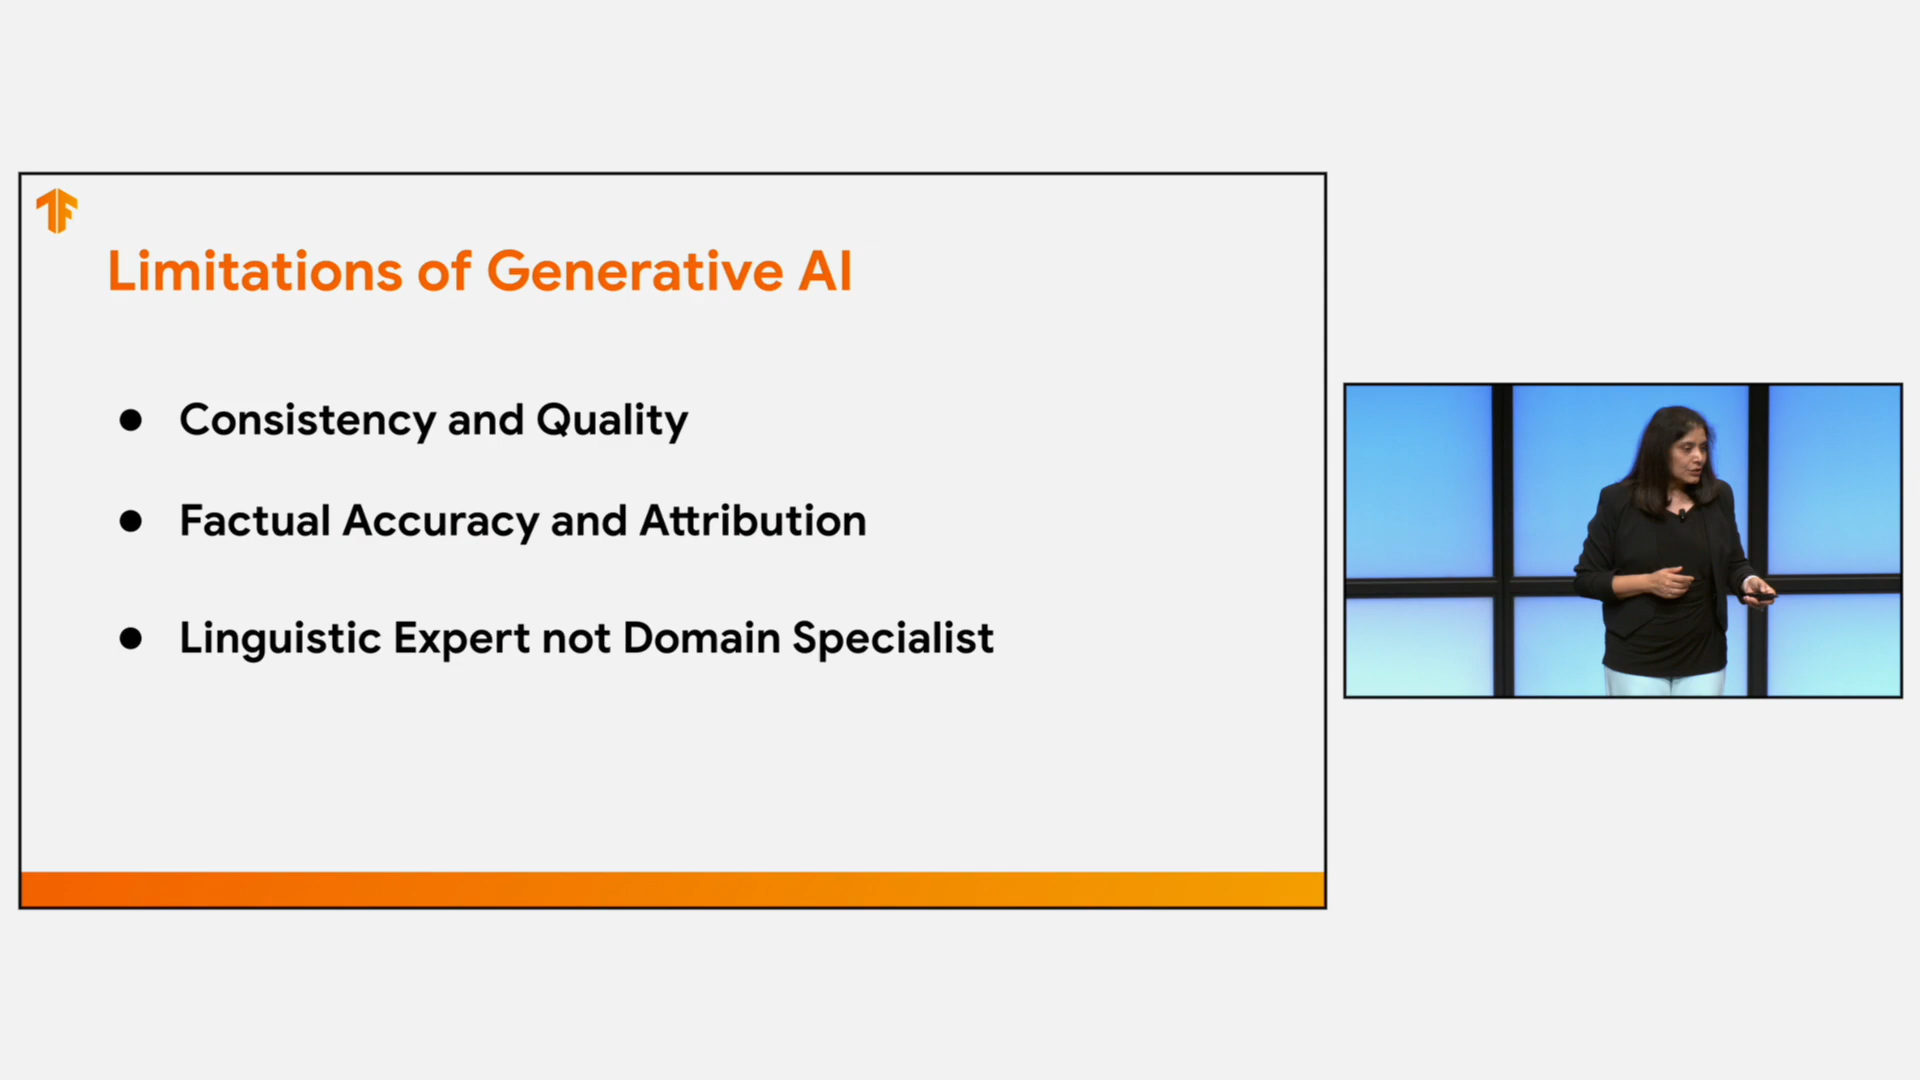 Limitations of Generative AI
Consistency and Quality
Factual Accuracy and Attribution
Linguistic Expert not Domain Specialist